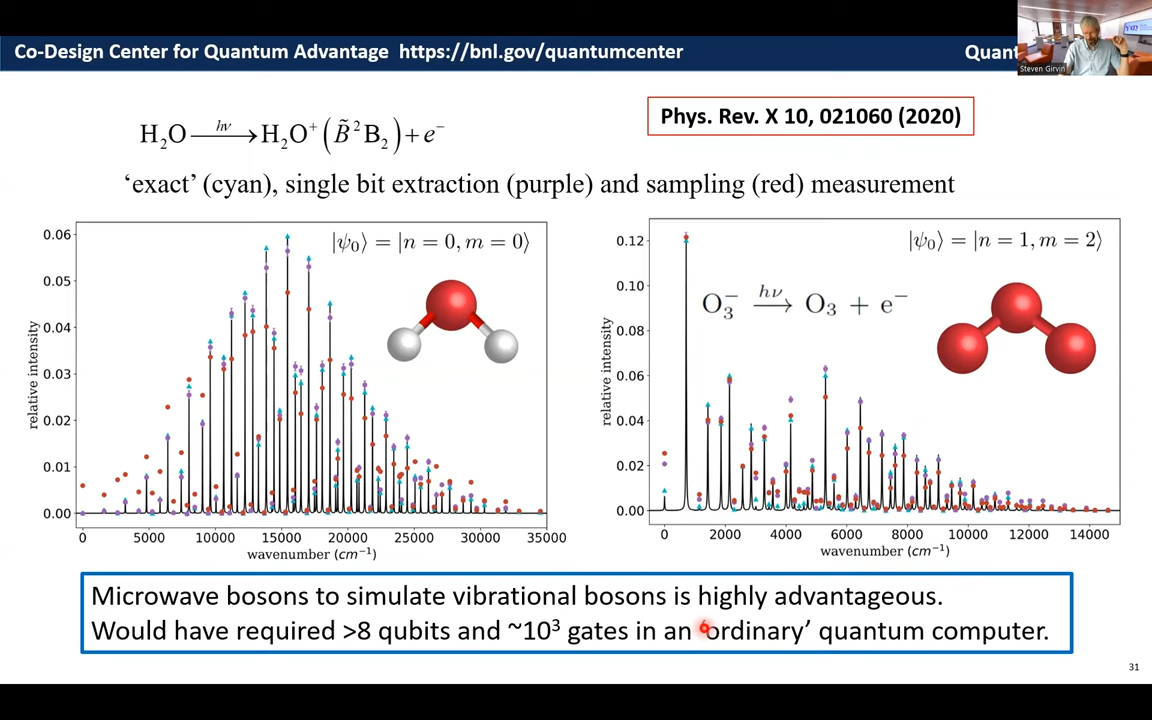 Co-Design Center for Quantum Advantage https://bnl.gov/quantumcenter
Quant
Steven Girvin
H₂O —hν→ H₂O⁺ (B̃ ²B₂) + e⁻
Phys. Rev. X 10, 021060 (2020)
‘exact’ (cyan), single bit extraction (purple) and sampling (red) measurement
|ψ₀⟩ = |n = 0, m = 0⟩
relative intensity
0.06
0.05
0.04
0.03
0.02
0.01
0.00
0 5000 10000 15000 20000 25000 30000 35000
wavenumber (cm⁻¹)
|ψ₀⟩ = |n = 1, m = 2⟩
O₃⁻ —hν→ O₃ + e⁻
relative intensity
0.12
0.10
0.08
0.06
0.04
0.02
0.00
0 2000 4000 6000 8000 10000 12000 14000
wavenumber (cm⁻¹)
Microwave bosons to simulate vibrational bosons is highly advantageous.
Would have required >8 qubits and ~10³ gates in an ‘ordinary’ quantum computer.
31